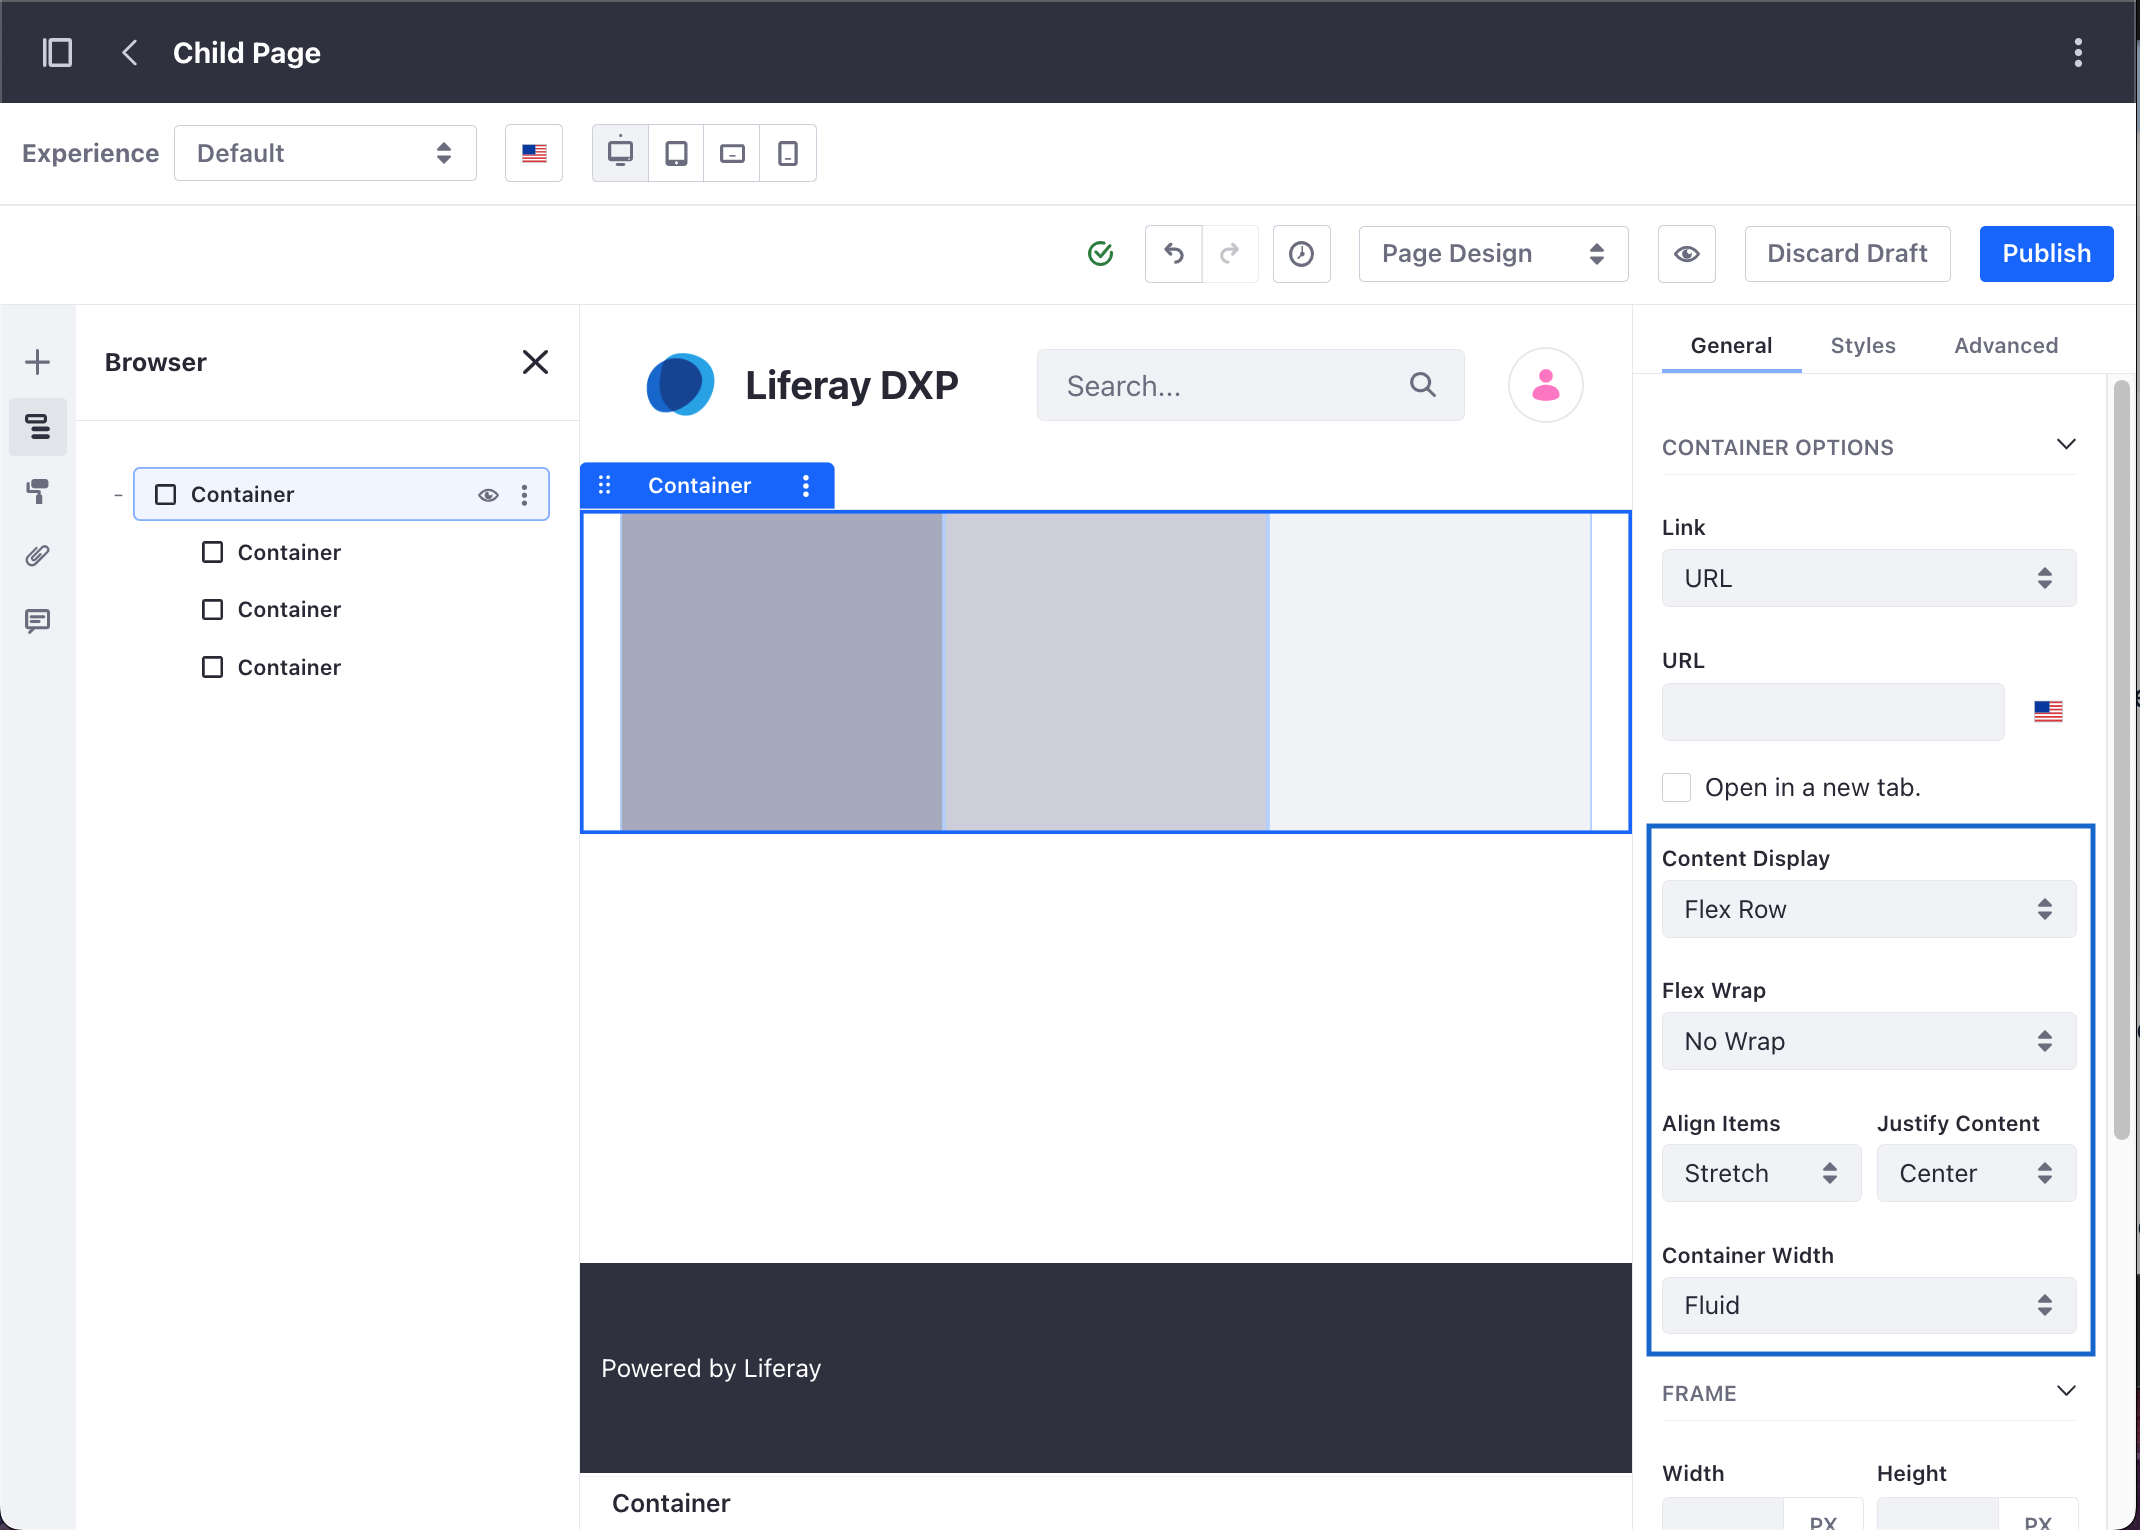 Child Page
Experience
Default
Page Design
Discard Draft
Publish
Browser
Container
Container
Container
Container
Liferay DXP
Search...
Container
Powered by Liferay
Container
General
Styles
Advanced
CONTAINER OPTIONS
Link
URL
URL
Open in a new tab.
Content Display
Flex Row
Flex Wrap
No Wrap
Align Items
Justify Content
Stretch
Center
Container Width
Fluid
FRAME
Width
Height
PX
PX